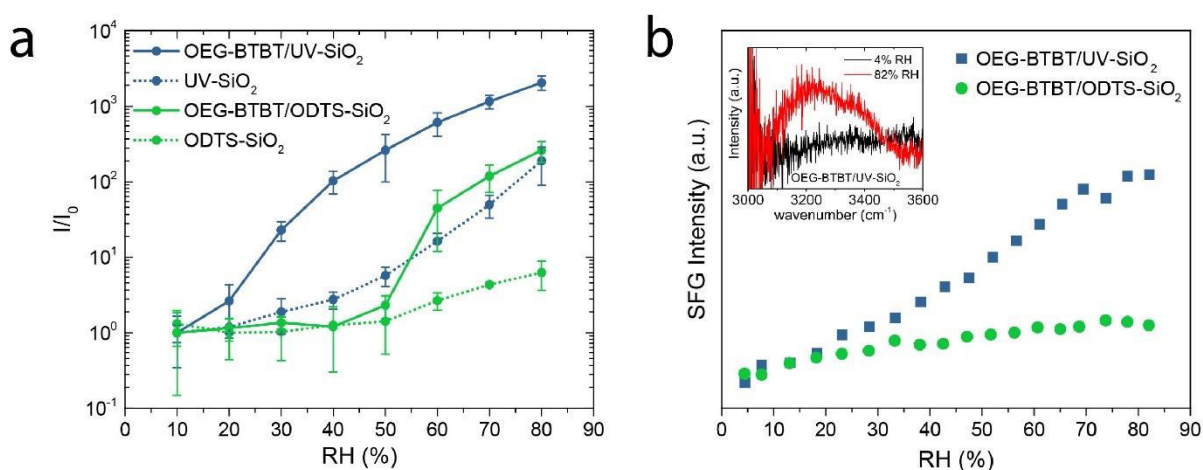 a
I/I₀
10⁴
10³
10²
10¹
10⁰
10⁻¹
OEG-BTBT/UV-SiO₂
UV-SiO₂
OEG-BTBT/ODTS-SiO₂
ODTS-SiO₂
0 10 20 30 40 50 60 70 80 90
RH (%)
b
SFG Intensity (a.u.)
Intensity (a.u.)
4% RH
82% RH
OEG-BTBT/UV-SiO₂
3000 3200 3400 3600
wavenumber (cm⁻¹)
OEG-BTBT/UV-SiO₂
OEG-BTBT/ODTS-SiO₂
0 10 20 30 40 50 60 70 80 90
RH (%)